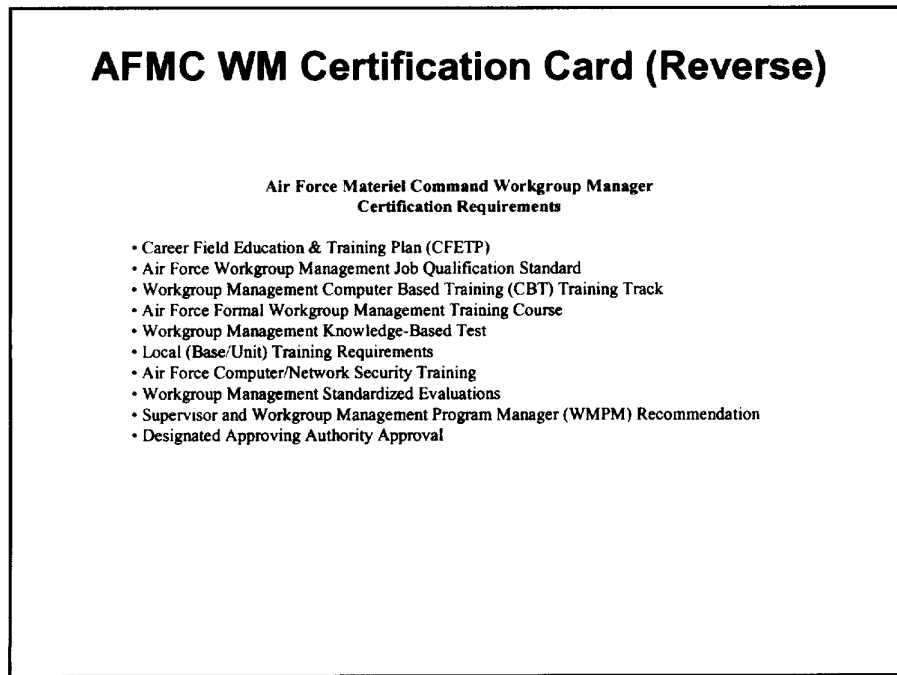 AFMC WM Certification Card (Reverse)
Air Force Materiel Command Workgroup Manager
Certification Requirements
• Career Field Education & Training Plan (CFETP)
• Air Force Workgroup Management Job Qualification Standard
• Workgroup Management Computer Based Training (CBT) Training Track
• Air Force Formal Workgroup Management Training Course
• Workgroup Management Knowledge-Based Test
• Local (Base/Unit) Training Requirements
• Air Force Computer/Network Security Training
• Workgroup Management Standardized Evaluations
• Supervisor and Workgroup Management Program Manager (WMPM) Recommendation
• Designated Approving Authority Approval